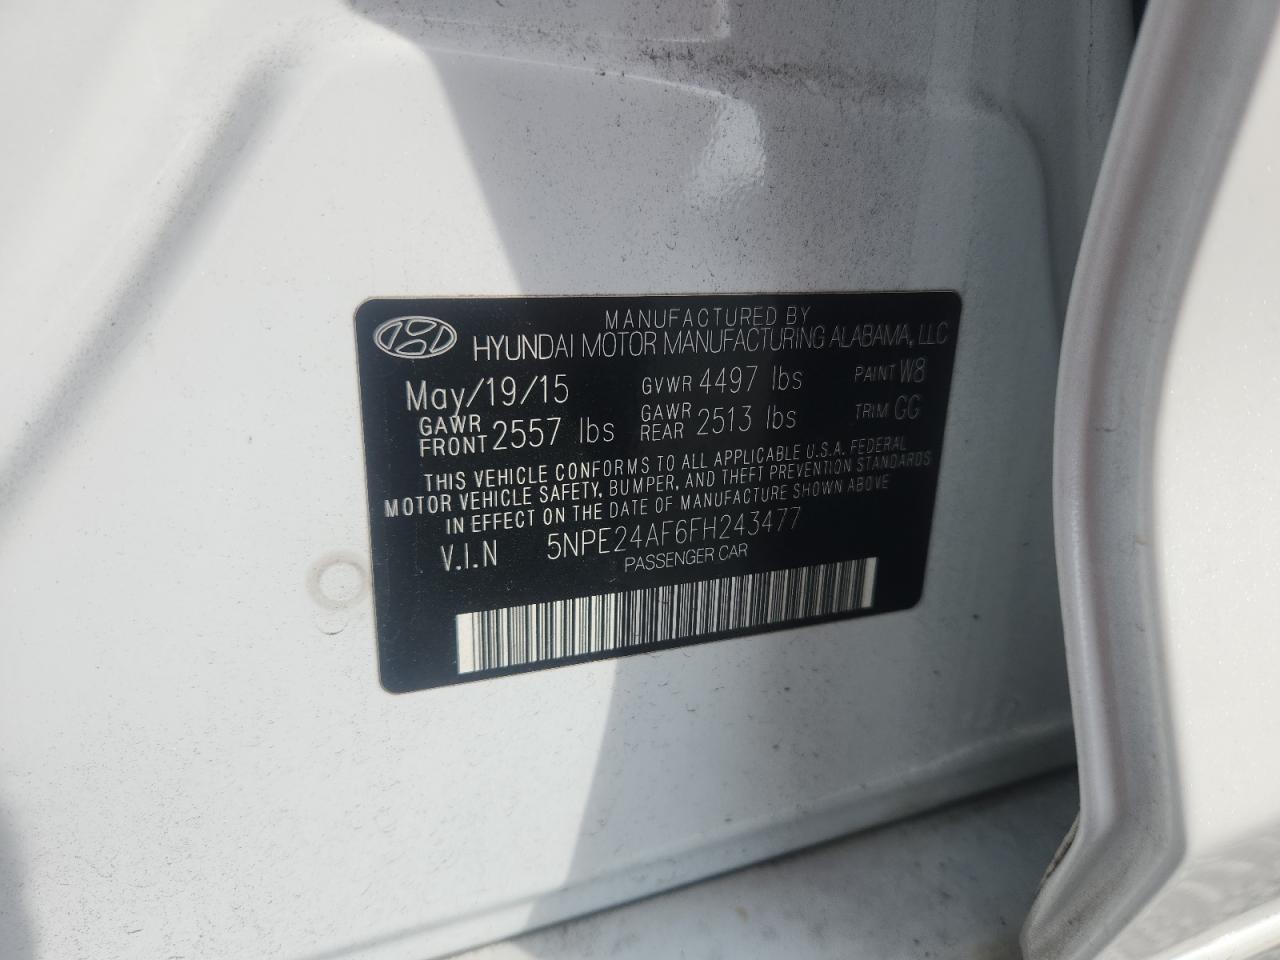 MANUFACTURED BY
HYUNDAI MOTOR MANUFACTURING ALABAMA, LLC
May/19/15 GVWR 4497 lbs PAINT W8
GAWR FRONT 2557 lbs GAWR REAR 2513 lbs TRIM GG
THIS VEHICLE CONFORMS TO ALL APPLICABLE U.S.A. FEDERAL
MOTOR VEHICLE SAFETY, BUMPER, AND THEFT PREVENTION STANDARDS
IN EFFECT ON THE DATE OF MANUFACTURE SHOWN ABOVE
V.I.N 5NPE24AF6FH243477
PASSENGER CAR